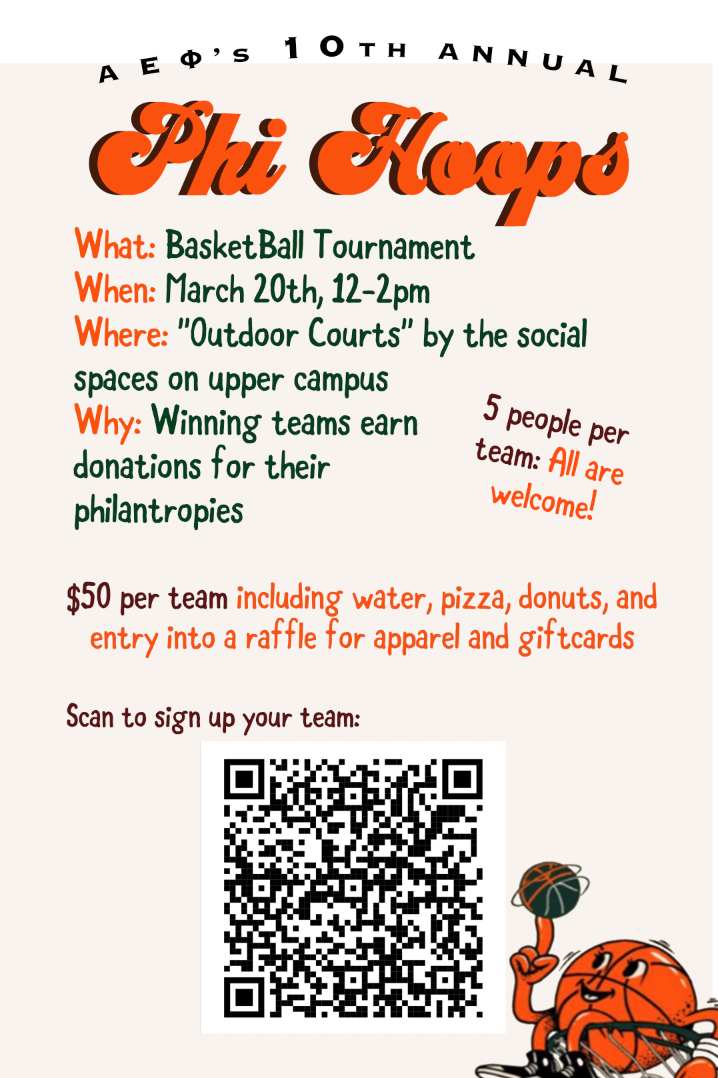 AEΦ's 10TH ANNUAL
Phi Hoops
What: BasketBall Tournament
When: March 20th, 12-2pm
Where: "Outdoor Courts" by the social
spaces on upper campus
Why: Winning teams earn
donations for their
philantropies
5 people per
team: All are
welcome!
$50 per team including water, pizza, donuts, and
entry into a raffle for apparel and giftcards
Scan to sign up your team: